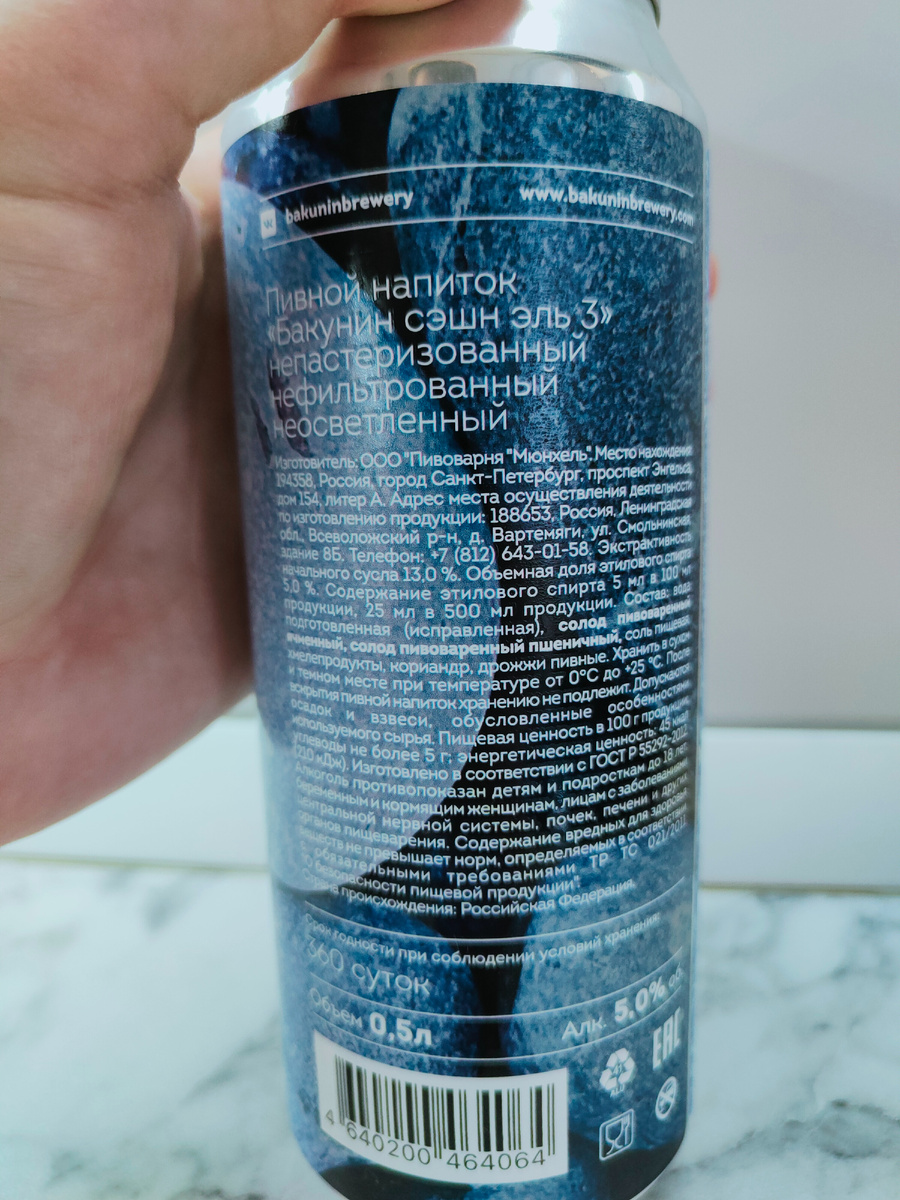 bakuninbrewery www.bakuninbrewery.com
Пивной напиток
«Бакунин сэшн эль 3»
непастеризованный
нефильтрованный
неосветленный
Изготовитель: ООО "Пивоварня "Мюнхель". Место нахождения:
194358, Россия, город Санкт-Петербург, проспект Энгельса,
дом 154, литер А. Адрес места осуществления деятельности
по изготовлению продукции: 188653, Россия, Ленинградская
обл., Всеволожский р-н, д. Вартемяги, ул. Смольнинская,
здание 8Б. Телефон: +7 (812) 643-01-58. Экстрактивность
начального сусла 13,0 %. Объемная доля этилового спирта
5,0 %. Содержание этилового спирта 5 мл в 100 мл
продукции, 25 мл в 500 мл продукции. Состав: вода
подготовленная (исправленная), солод пивоваренный
ячменный, солод пивоваренный пшеничный, соль пищевая,
хмелепродукты, кориандр, дрожжи пивные. Хранить в сухом
и темном месте при температуре от 0°C до +25 °C. После
вскрытия пивной напиток хранению не подлежит. Допускаются
осадок и взвеси, обусловленные особенностями
используемого сырья. Пищевая ценность в 100 г продукции:
углеводы не более 5 г; энергетическая ценность: 45 ккал
(210 кДж). Изготовлено в соответствии с ГОСТ Р 55292-2012
Алкоголь противопоказан детям и подросткам до 18 лет,
беременным и кормящим женщинам, лицам с заболеваниями
центральной нервной системы, почек, печени и других
органов пищеварения. Содержание вредных для здоровья
веществ не превышает норм, определяемых в соответствии
с обязательными требованиями ТР ТС 021/2011
"О безопасности пищевой продукции".
Страна происхождения: Российская Федерация.
Срок годности при соблюдении условий хранения:
360 суток
Объем 0.5л Алк. 5.0% об.
EAC
4 640200 464064